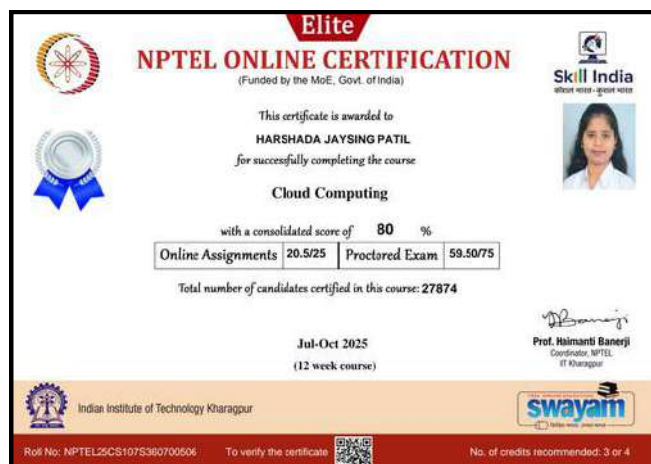 Elite
NPTEL ONLINE CERTIFICATION
(Funded by the MoE, Govt. of India)
Skill India
कौशल भारत - कुशल भारत
This certificate is awarded to
HARSHADA JAYSING PATIL
for successfully completing the course
Cloud Computing
with a consolidated score of 80 %
Online Assignments 20.5/25 Proctored Exam 59.50/75
Total number of candidates certified in this course: 27874
Jul-Oct 2025
(12 week course)
Prof. Haimanti Banerji
Coordinator, NPTEL
IIT Kharagpur
Indian Institute of Technology Kharagpur
swayam
Roll No: NPTEL25CS107S360700506 To verify the certificate No. of credits recommended: 3 or 4